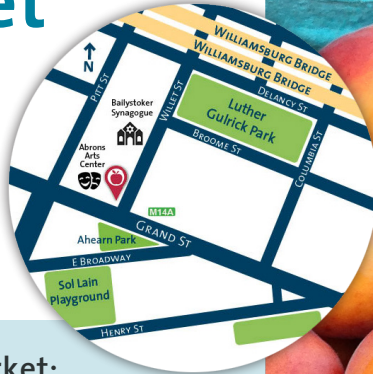 et
WILLIAMSBURG BRIDGE
WILLIAMSBURG BRIDGE
N
PITT ST
DELANCY ST
Bailystoker
Synagogue
WILLET ST
Luther
Gulrick Park
BROOME ST
COLUMBIA ST
Abrons
Arts
Center
M14A
GRAND ST
Ahearn Park
E BROADWAY
Sol Lain
Playground
HENRY ST
rket: